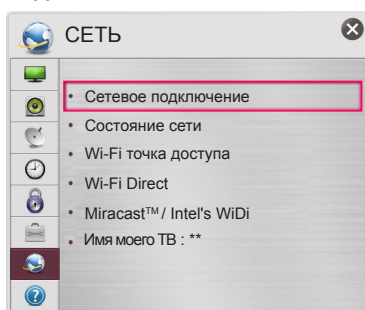 СЕТЬ
• Сетевое подключение
• Состояние сети
• Wi-Fi точка доступа
• Wi-Fi Direct
• Miracast™ / Intel's WiDi
• Имя моего ТВ : **